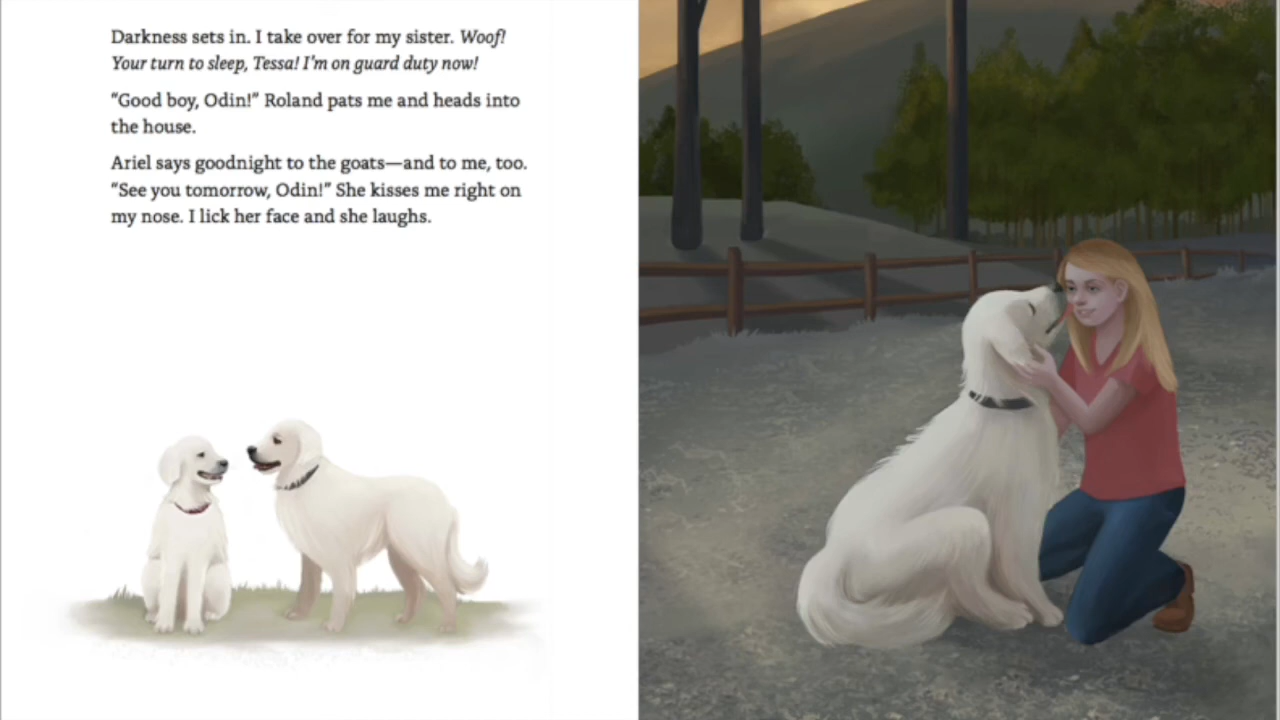 Darkness sets in. I take over for my sister. Woof!
Your turn to sleep, Tessa! I'm on guard duty now!
“Good boy, Odin!” Roland pats me and heads into
the house.
Ariel says goodnight to the goats—and to me, too.
“See you tomorrow, Odin!” She kisses me right on
my nose. I lick her face and she laughs.